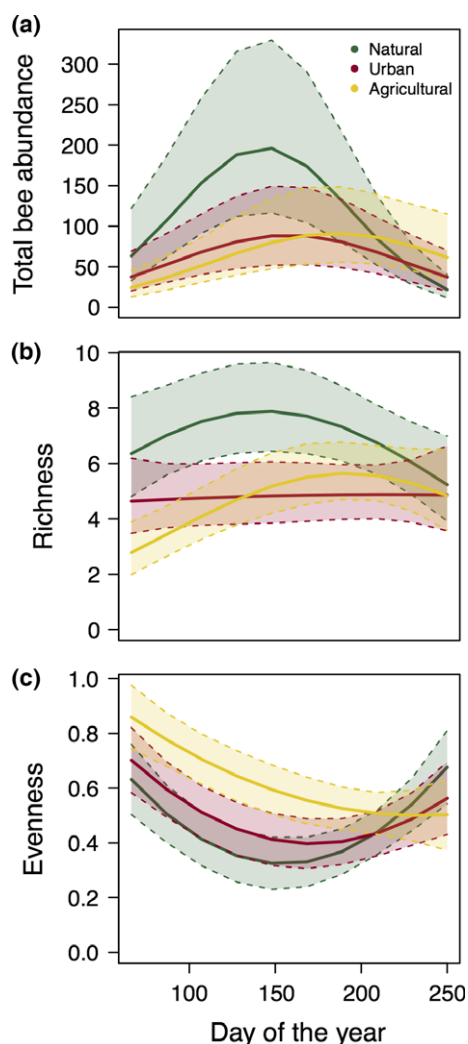 (a)
Total bee abundance
300
250
200
150
100
50
0
Natural
Urban
Agricultural
(b)
Richness
10
8
6
4
2
0
(c)
Evenness
1.0
0.8
0.6
0.4
0.2
0.0
100 150 200 250
Day of the year